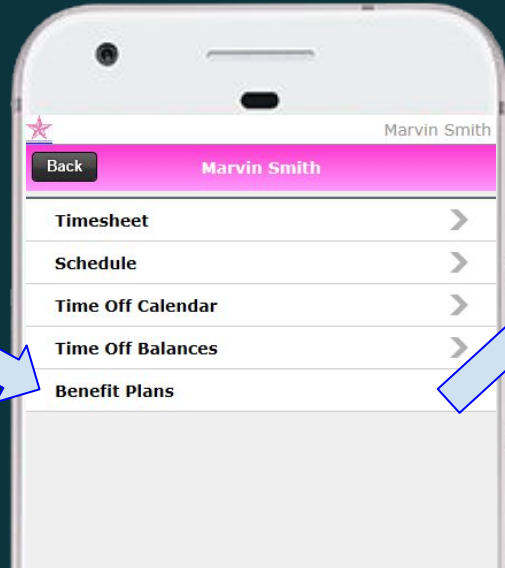 Marvin Smith
Back Marvin Smith
Timesheet
Schedule
Time Off Calendar
Time Off Balances
Benefit Plans